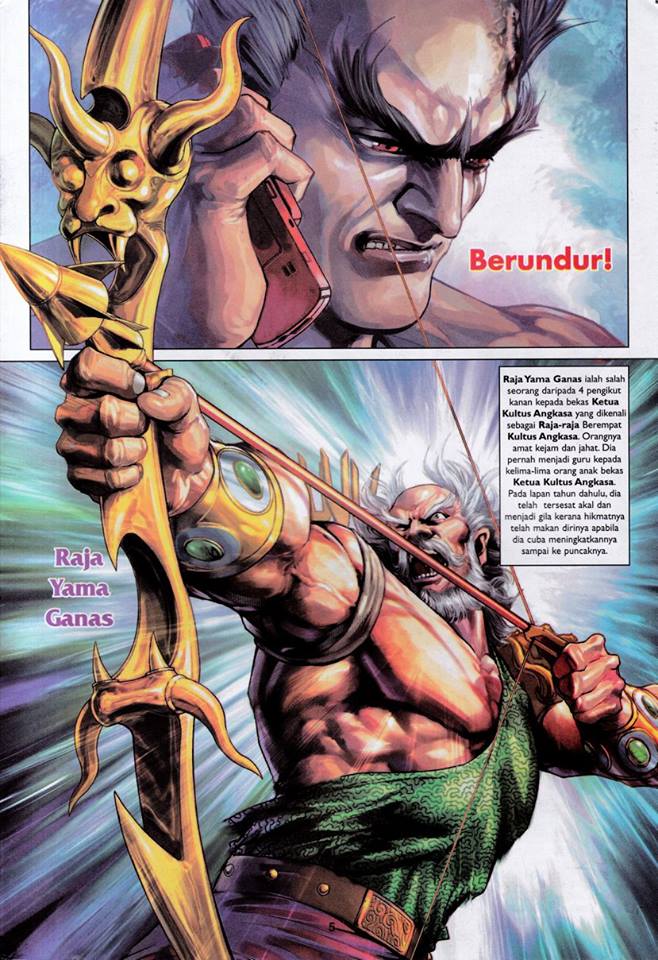 Berundur!
Raja Yama Ganas ialah salah
seorang daripada 4 pengikut
kanan kepada bekas Ketua
Kultus Angkasa yang dikenali
sebagai Raja-raja Berempat
Kultus Angkasa. Orangnya
amat kejam dan jahat. Dia
pernah menjadi guru kepada
kelima-lima orang anak bekas
Ketua Kultus Angkasa.
Pada lapan tahun dahulu, dia
telah tersesat akal dan
menjadi gila kerana hikmatnya
telah makan dirinya apabila
dia cuba meningkatkannya
sampai ke puncaknya.
Raja
Yama
Ganas
5